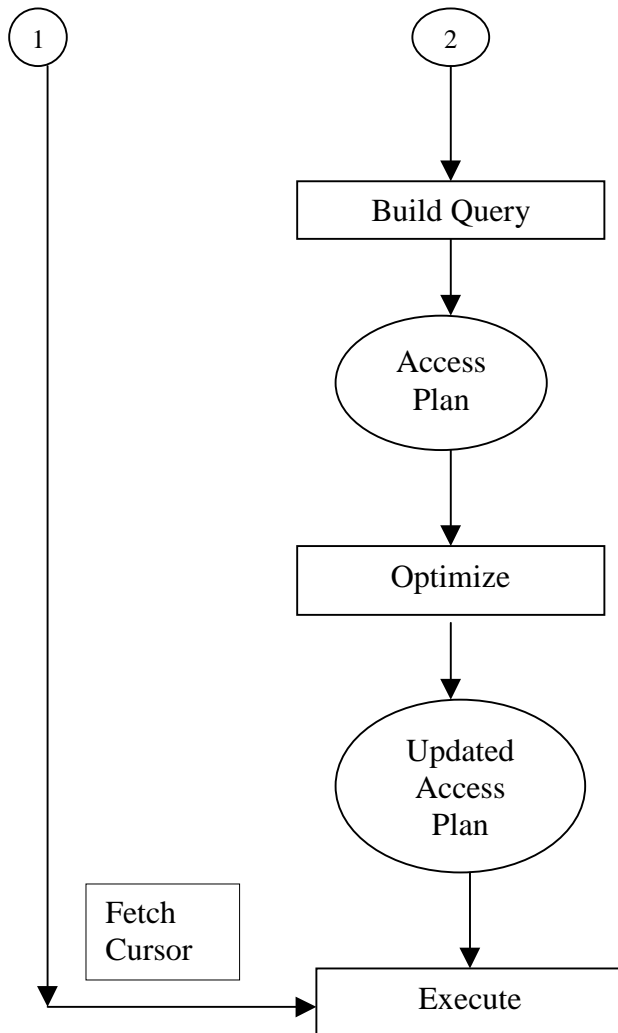 1
2
Build Query
Access
Plan
Optimize
Updated
Access
Plan
Fetch
Cursor
Execute